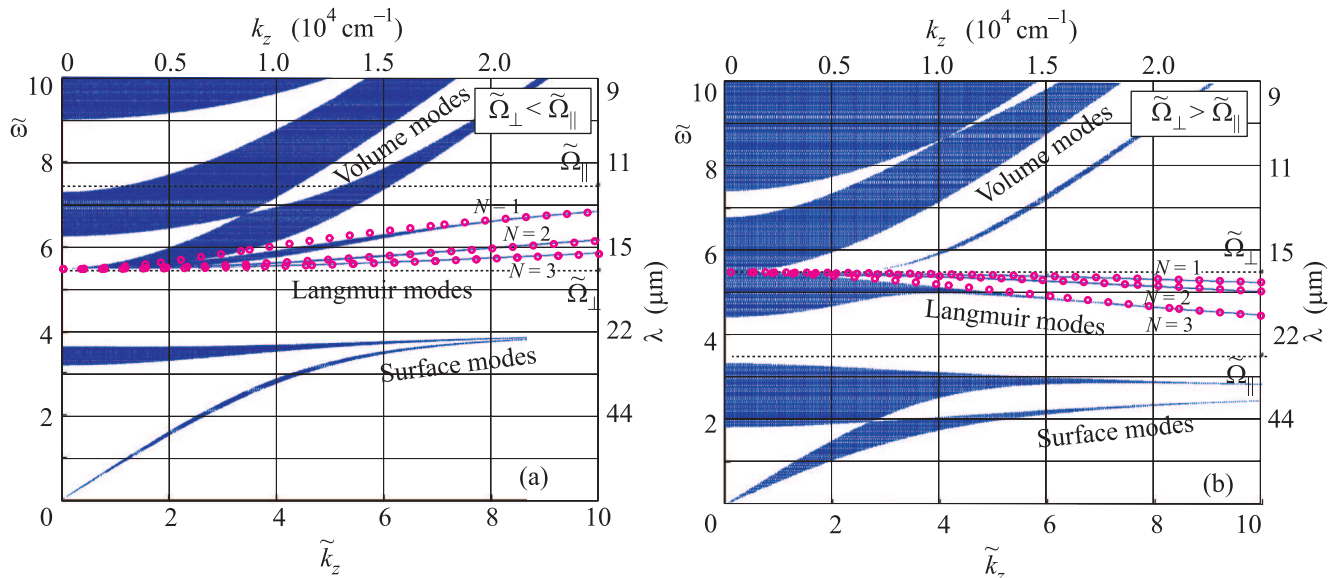 k_z (10⁴ cm⁻¹)
0 0.5 1.0 1.5 2.0
10
8
6
4
2
0
ω̃
Ω̃⊥ < Ω̃∥
Volume modes
Ω̃∥
N = 1
N = 2
N = 3
Langmuir modes
Ω̃⊥
Surface modes
(a)
9
11
15
22
44
λ (μm)
2 4 6 8 10
k̃_z
k_z (10⁴ cm⁻¹)
0 0.5 1.0 1.5 2.0
10
8
6
4
2
0
ω̃
Ω̃⊥ > Ω̃∥
Volume modes
Ω̃⊥
N = 1
N = 2
N = 3
Langmuir modes
Ω̃∥
Surface modes
(b)
9
11
15
22
44
λ (μm)
2 4 6 8 10
k̃_z